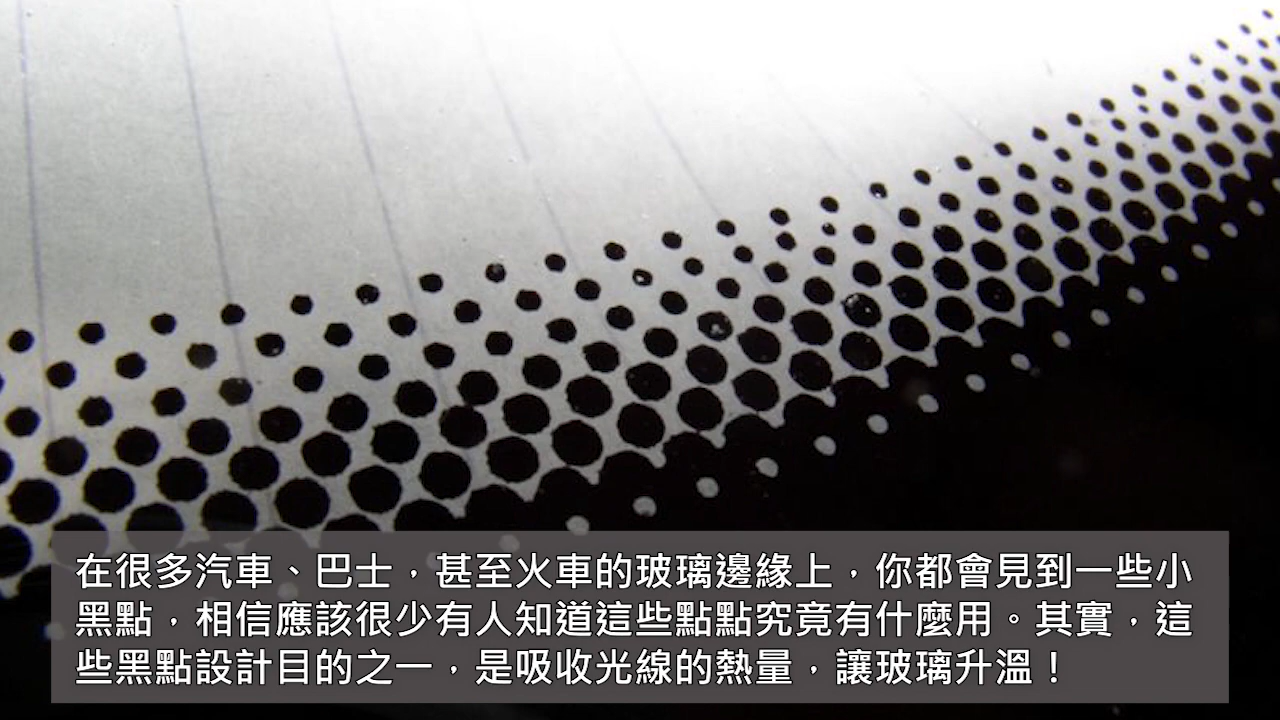 在很多汽車、巴士，甚至火車的玻璃邊緣上，你都會見到一些小
黑點，相信應該很少有人知道這些點點究竟有什麼用。其實，這
些黑點設計目的之一，是吸收光線的熱量，讓玻璃升溫！